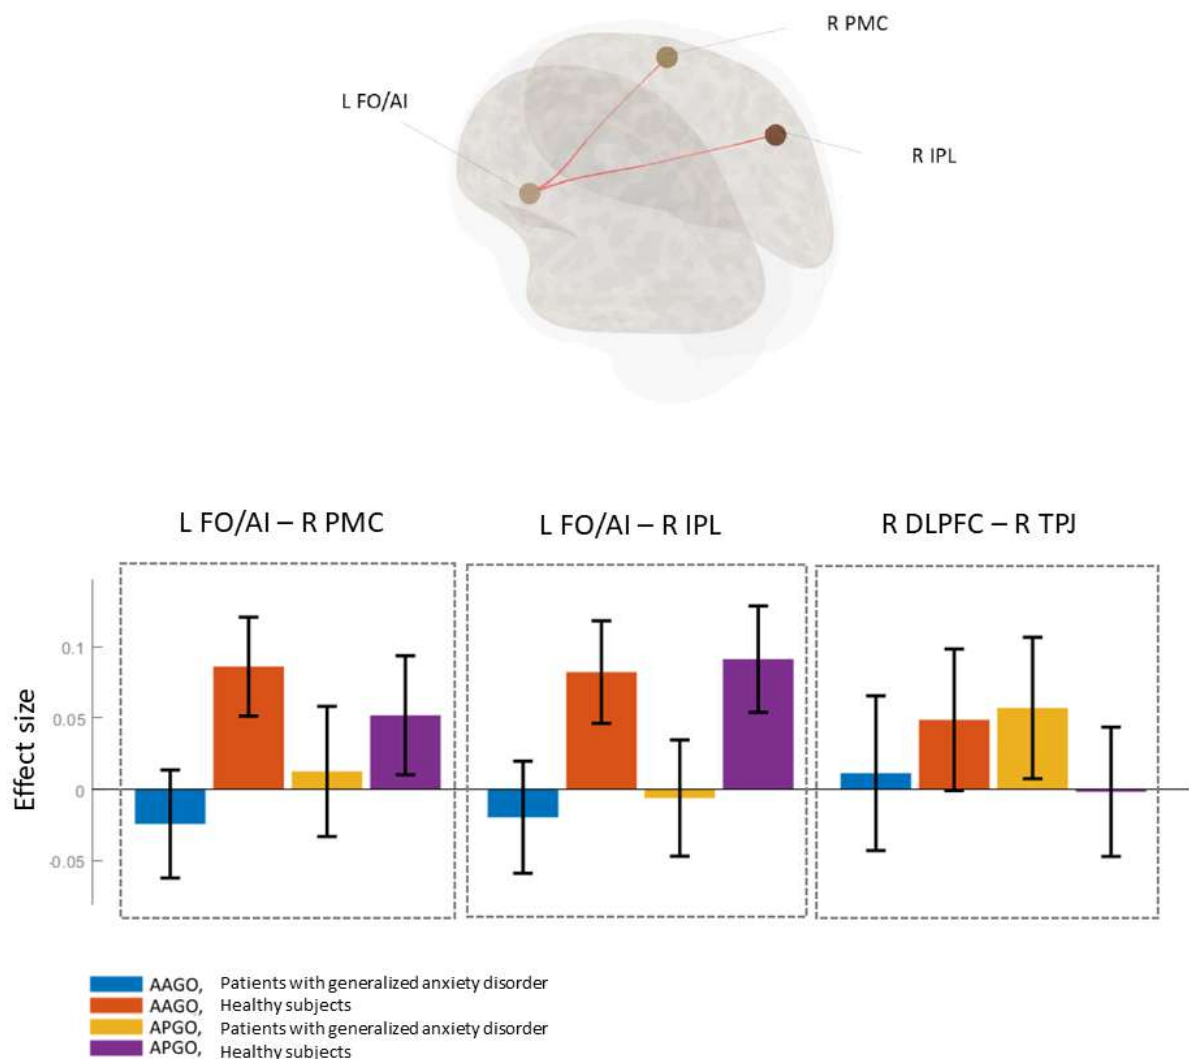 R PMC
L FO/AI
R IPL
L FO/AI – R PMC
L FO/AI – R IPL
R DLPFC – R TPJ
Effect size
0.1
0.05
0
-0.05
AAGO, Patients with generalized anxiety disorder
AAGO, Healthy subjects
APGO, Patients with generalized anxiety disorder
APGO, Healthy subjects